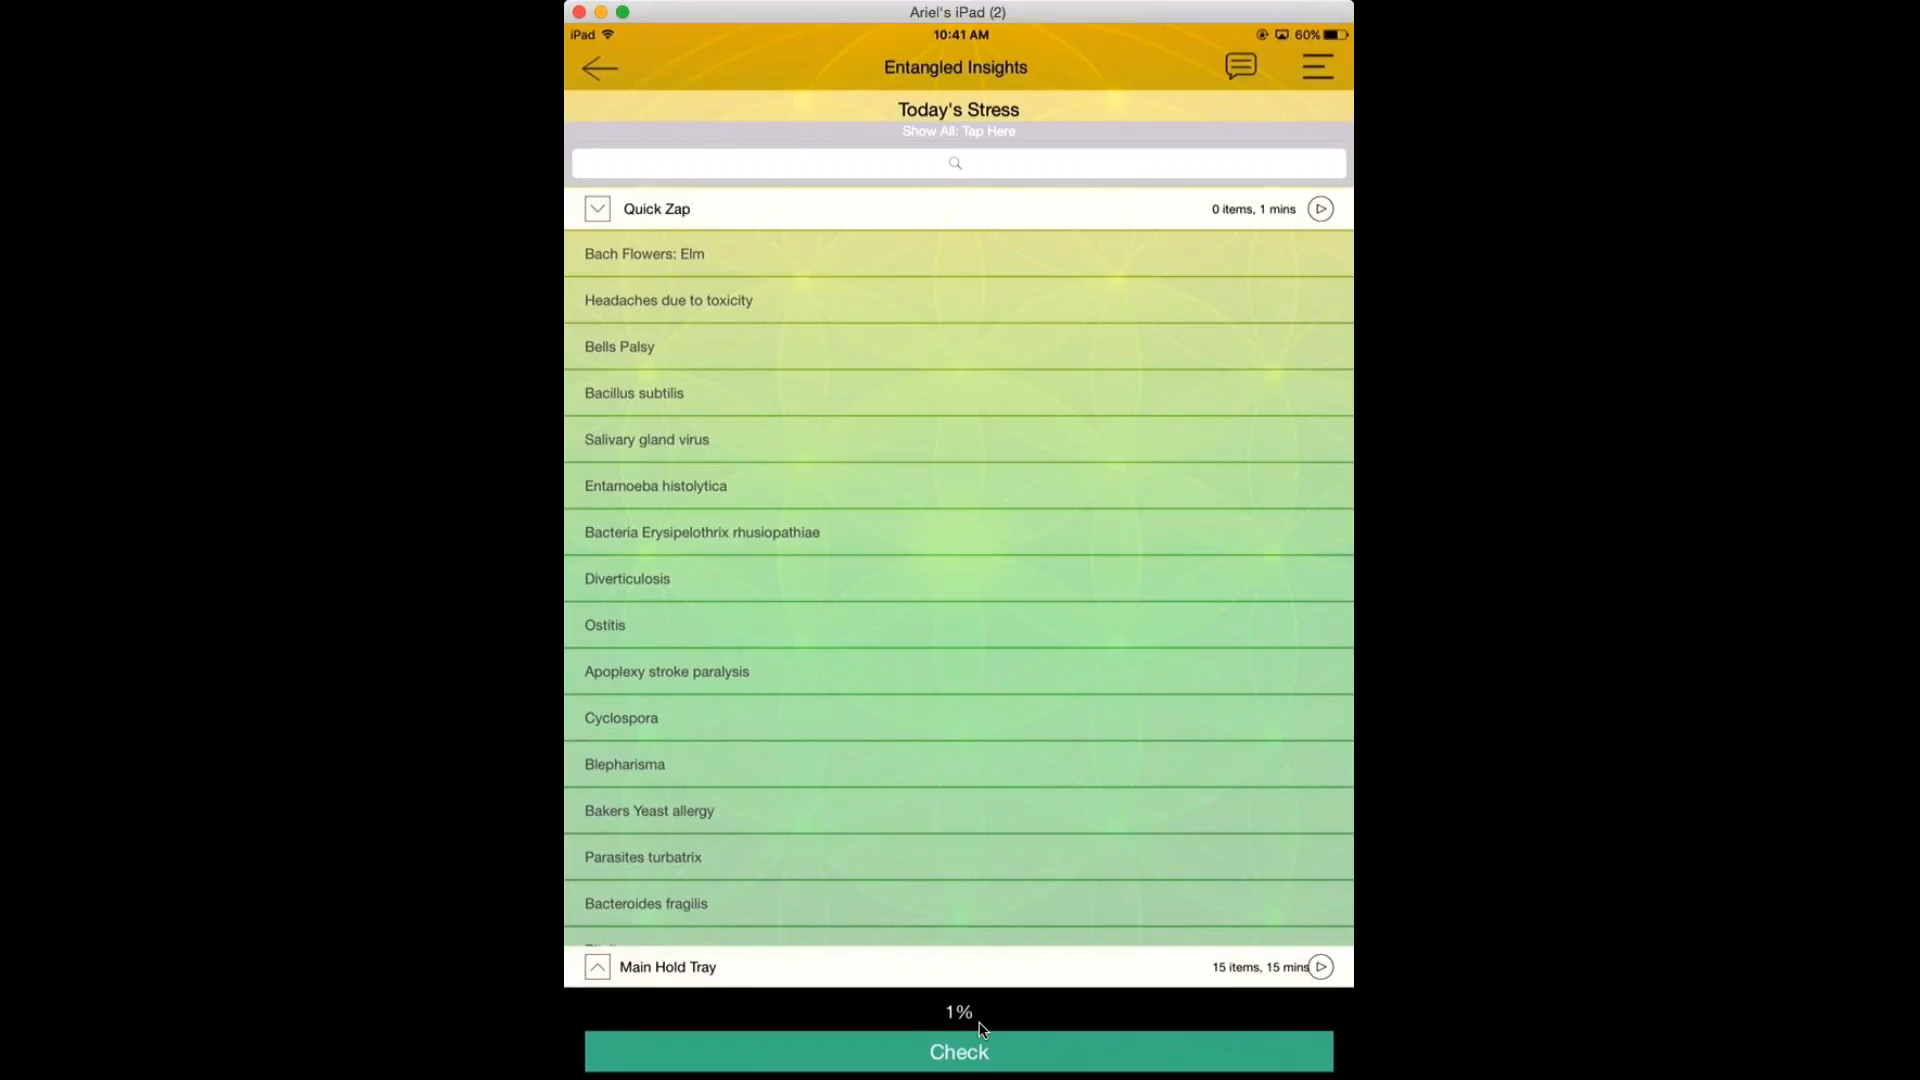 Ariel's iPad (2)
iPad 10:41 AM 60%
Entangled Insights
Today's Stress
Show All: Tap Here
Quick Zap 0 items, 1 mins
Bach Flowers: Elm
Headaches due to toxicity
Bells Palsy
Bacillus subtilis
Salivary gland virus
Entamoeba histolytica
Bacteria Erysipelothrix rhusiopathiae
Diverticulosis
Ostitis
Apoplexy stroke paralysis
Cyclospora
Blepharisma
Bakers Yeast allergy
Parasites turbatrix
Bacteroides fragilis
Main Hold Tray 15 items, 15 mins
1%
Check